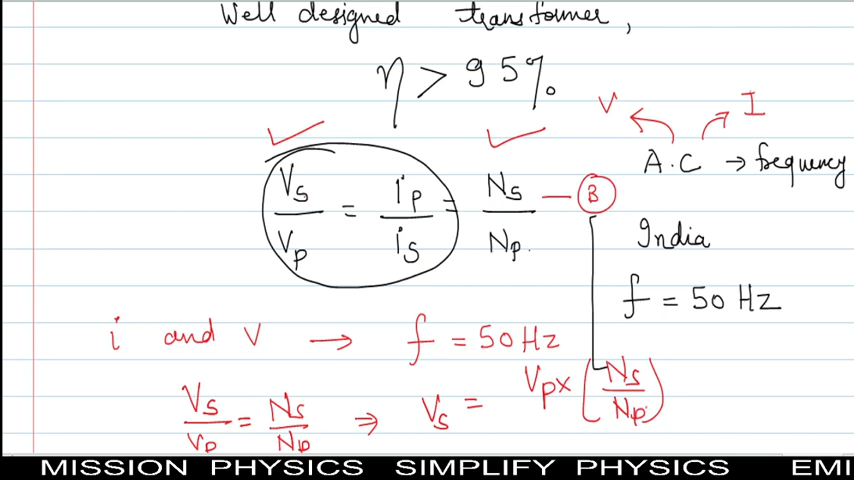 Well designed transformer,
η > 95%
V I
A.C → frequency
Vs/Vp = ip/is = Ns/Np. — B
India
f = 50 Hz
i and v → f = 50 Hz
Vs/Vp = Ns/Np ⇒ Vs = Vp x (Ns/Np)
MISSION PHYSICS SIMPLIFY PHYSICS EMI